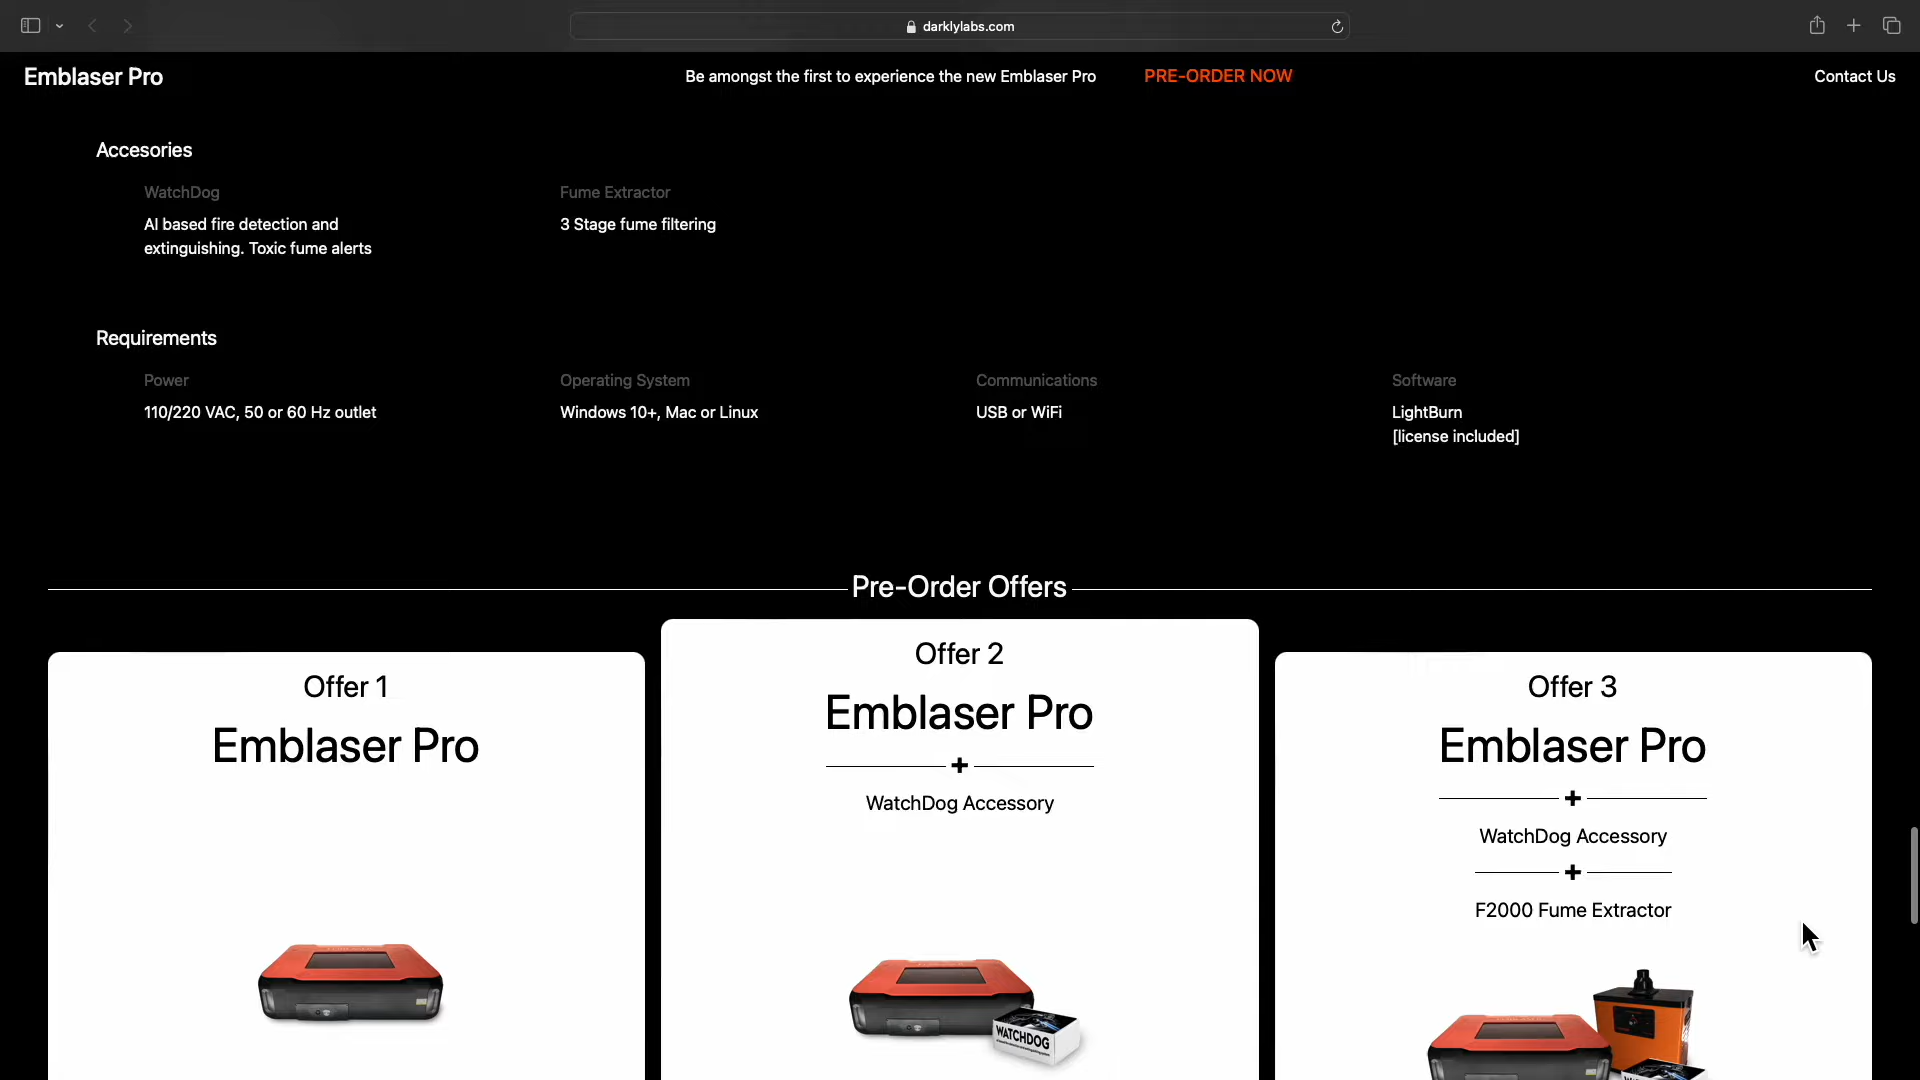 darklylabs.com
Emblaser Pro
Be amongst the first to experience the new Emblaser Pro
PRE-ORDER NOW
Contact Us
Accesories
WatchDog
Fume Extractor
AI based fire detection and
extinguishing. Toxic fume alerts
3 Stage fume filtering
Requirements
Power
Operating System
Communications
Software
110/220 VAC, 50 or 60 Hz outlet
Windows 10+, Mac or Linux
USB or WiFi
LightBurn
[license included]
Pre-Order Offers
Offer 1
Emblaser Pro
Offer 2
Emblaser Pro
+
WatchDog Accessory
WATCHDOG
Offer 3
Emblaser Pro
+
WatchDog Accessory
+
F2000 Fume Extractor